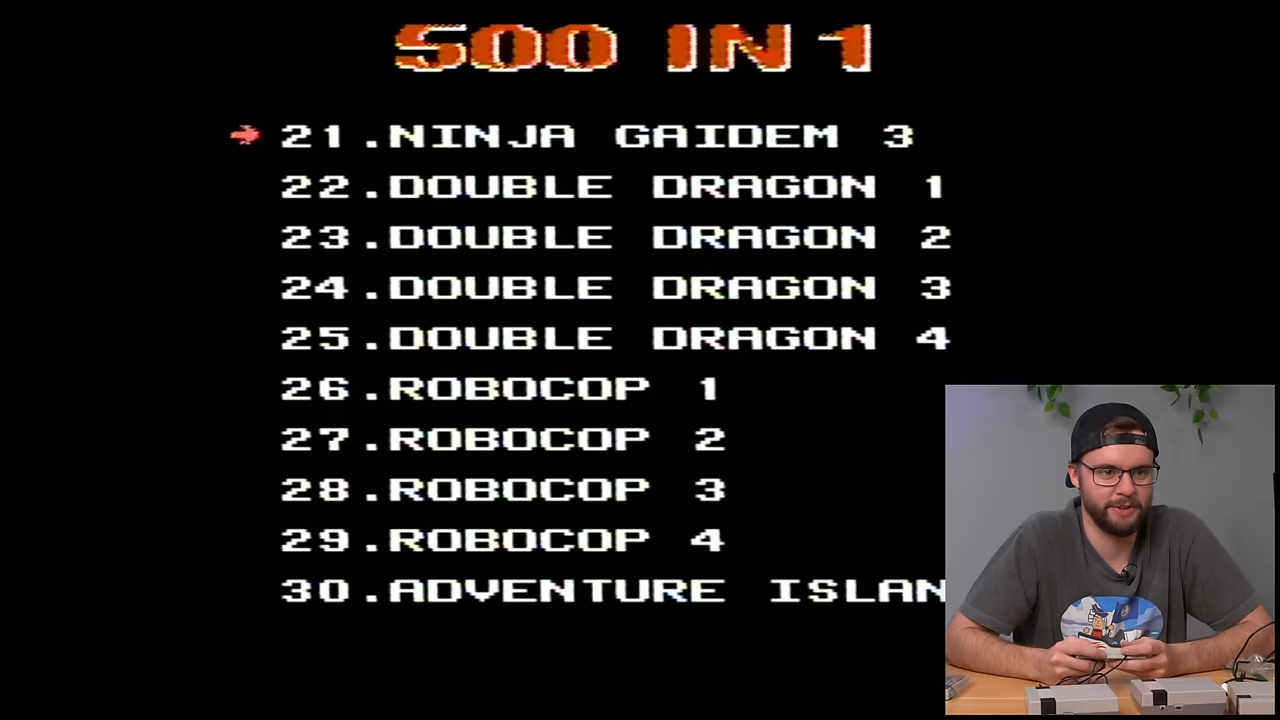 500 IN 1
21.NINJA GAIDEM 3
22.DOUBLE DRAGON 1
23.DOUBLE DRAGON 2
24.DOUBLE DRAGON 3
25.DOUBLE DRAGON 4
26.ROBOCOP 1
27.ROBOCOP 2
28.ROBOCOP 3
29.ROBOCOP 4
30.ADVENTURE ISLAN